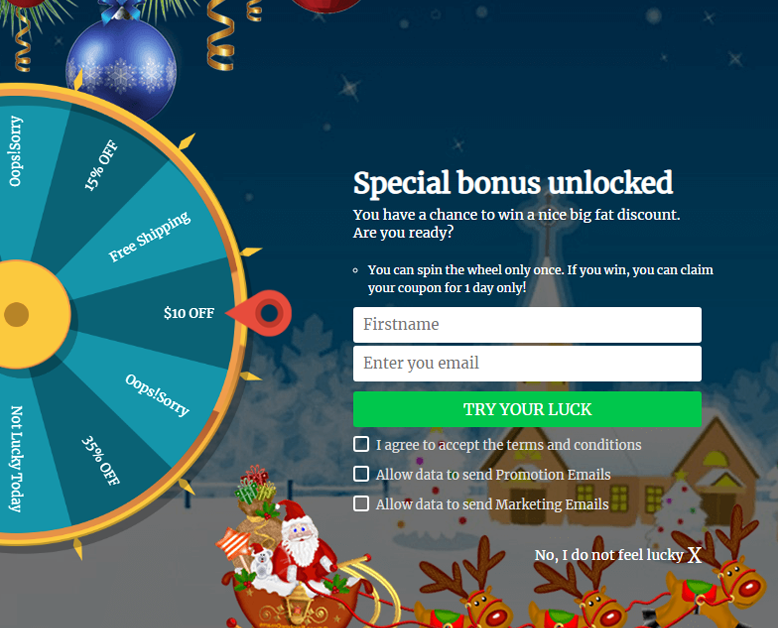 Oops!Sorry
15% OFF
Free Shipping
$10 OFF
Oops!Sorry
35% OFF
Not Lucky Today
Special bonus unlocked
You have a chance to win a nice big fat discount.
Are you ready?
You can spin the wheel only once. If you win, you can claim
your coupon for 1 day only!
Firstname
Enter you email
TRY YOUR LUCK
I agree to accept the terms and conditions
Allow data to send Promotion Emails
Allow data to send Marketing Emails
No, I do not feel lucky X